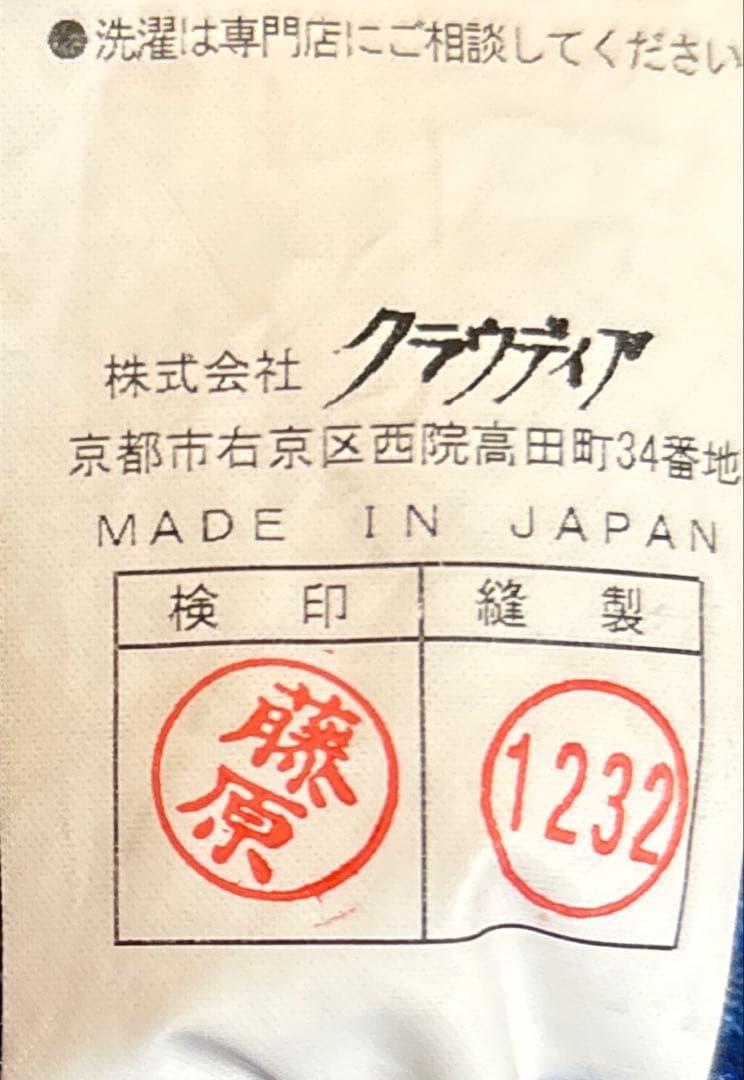 ●洗濯は専門店にご相談してください
株式会社 クラウディア
京都市右京区西院高田町34番地
MADE IN JAPAN
検印 縫製
藤原 1232